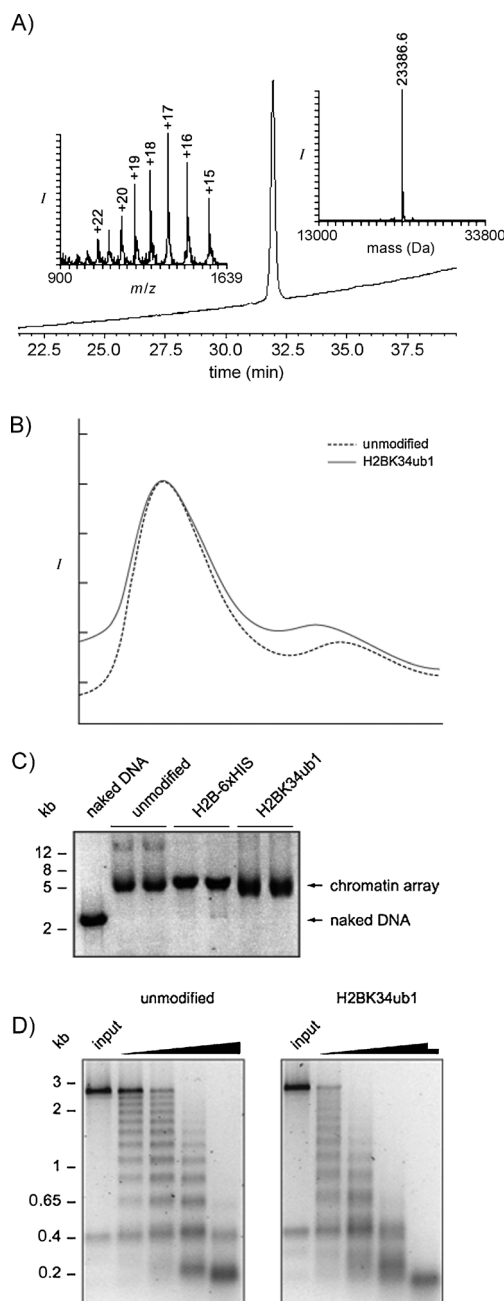 A)
I
+22
+20
+19
+18
+17
+16
+15
900
1639
m/z
I
23386.6
13000
33800
mass (Da)
22.5 25.0 27.5 30.0 32.5 35.0 37.5
time (min)
B)
unmodified
H2BK34ub1
I
C)
kb
naked DNA
unmodified
H2B-6xHIS
H2BK34ub1
12
8
5
2
chromatin array
naked DNA
unmodified
H2BK34ub1
D)
kb
input
input
3
2
1
0.65
0.4
0.2